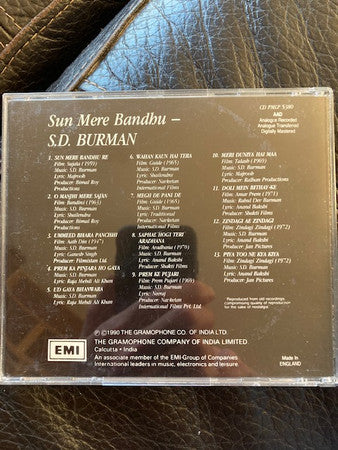 CD PMLP 5380
AAD
Analogue Recorded
Analogue Transferred
Digitally Mastered
Sun Mere Bandhu –
S.D. BURMAN
1. SUN MERE BANDHU RE
Film: Sujata (1959)
Music: S.D. Burman
Lyric: Majrooh
Producer: Bimal Roy
Productions
2. O MANJHI MERE SAJAN
Film: Bandini (1963)
Music: S.D. Burman
Lyric: Shailendra
Producer: Bimal Roy
Productions
3. UMMEED BHARA PANCHHI
Film: Aath Din (1947)
Music: S.D. Burman
Lyric: Ganesh Singh
Producer: Filmistan Ltd.
4. PREM KA PINJARA HO GAYA
Music: S.D. Burman
Lyric: Raja Mehdi Ali Khan
5. UD GAYA BHANWARA
Music: S.D. Burman
Lyric: Raja Mehdi Ali Khan
6. WAHAN KAUN HAI TERA
Film: Guide (1965)
Music: S.D. Burman
Lyric: Shailendra
Producer: Navketan
International Films
7. MEGH DE PANI DE
Film: Guide (1965)
Music: S.D. Burman
Lyric: Traditional
Producer: Navketan
International Films
8. SAPHAL HOGI TERI
ARADHANA
Film: Aradhana (1970)
Music: S.D. Burman
Lyric: Anand Bakshi
Producer: Shakti Films
9. PREM KE PUJARI
Film: Prem Pujari (1969)
Music: S.D. Burman
Lyric: Neeraj
Producer: Navketan
International Films Pvt. Ltd.
10. MERI DUNIYA HAI MAA
Film: Talash (1969)
Music: S.D. Burman
Lyric: Majrooh
Producer: Ralhan Productions
11. DOLI MEIN BITHAI KE
Film: Amar Prem (1971)
Music: Rahul Dev Burman
Lyric: Anand Bakshi
Producer: Shakti Films
12. ZINDAGI AE ZINDAGI
Film: Zindagi Zindagi (1972)
Music: S.D. Burman
Lyric: Anand Bakshi
Producer: Jan Pictures
13. PIYA TOO NE KYA KIYA
Film: Zindagi Zindagi (1972)
Music: S.D. Burman
Lyric: Anand Bakshi
Producer: Jan Pictures
Reproduced from old recordings,
compromising quality of reproduction
for nostalgic value.
℗ © 1990 THE GRAMOPHONE CO. OF INDIA LTD.
EMI
THE GRAMOPHONE COMPANY OF INDIA LIMITED
Calcutta • India
An associate member of the EMI Group of Companies
International leaders in music, electronics and leisure
Made in
ENGLAND